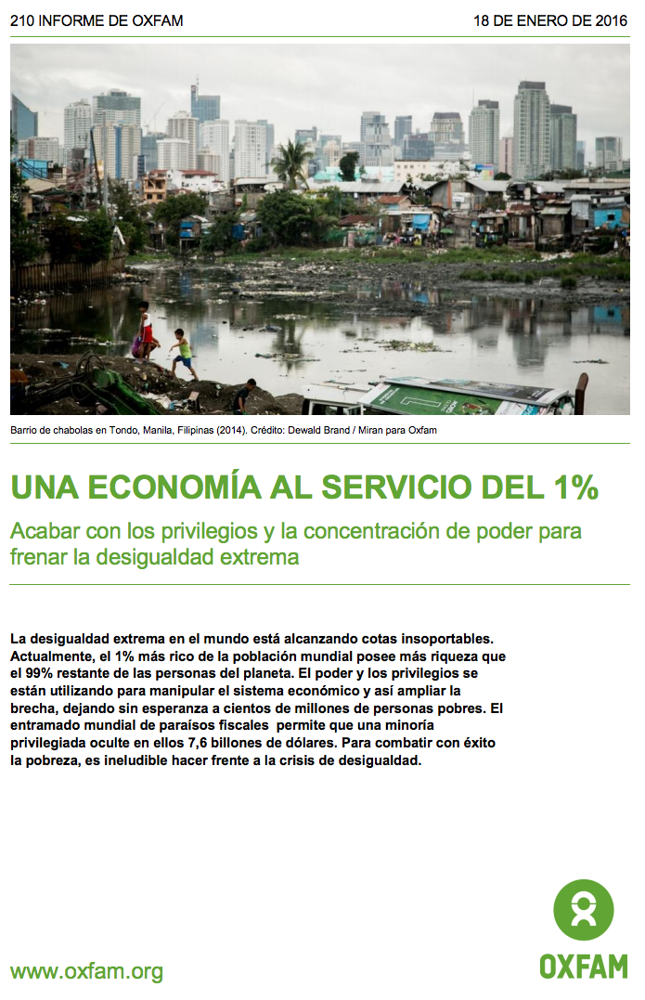 210 INFORME DE OXFAM
18 DE ENERO DE 2016
Barrio de chabolas en Tondo, Manila, Filipinas (2014). Crédito: Dewald Brand / Miran para Oxfam
UNA ECONOMÍA AL SERVICIO DEL 1%
Acabar con los privilegios y la concentración de poder para
frenar la desigualdad extrema
La desigualdad extrema en el mundo está alcanzando cotas insoportables.
Actualmente, el 1% más rico de la población mundial posee más riqueza que
el 99% restante de las personas del planeta. El poder y los privilegios se
están utilizando para manipular el sistema económico y así ampliar la
brecha, dejando sin esperanza a cientos de millones de personas pobres. El
entramado mundial de paraísos fiscales  permite que una minoría
privilegiada oculte en ellos 7,6 billones de dólares. Para combatir con éxito
la pobreza, es ineludible hacer frente a la crisis de desigualdad.
www.oxfam.org
OXFAM